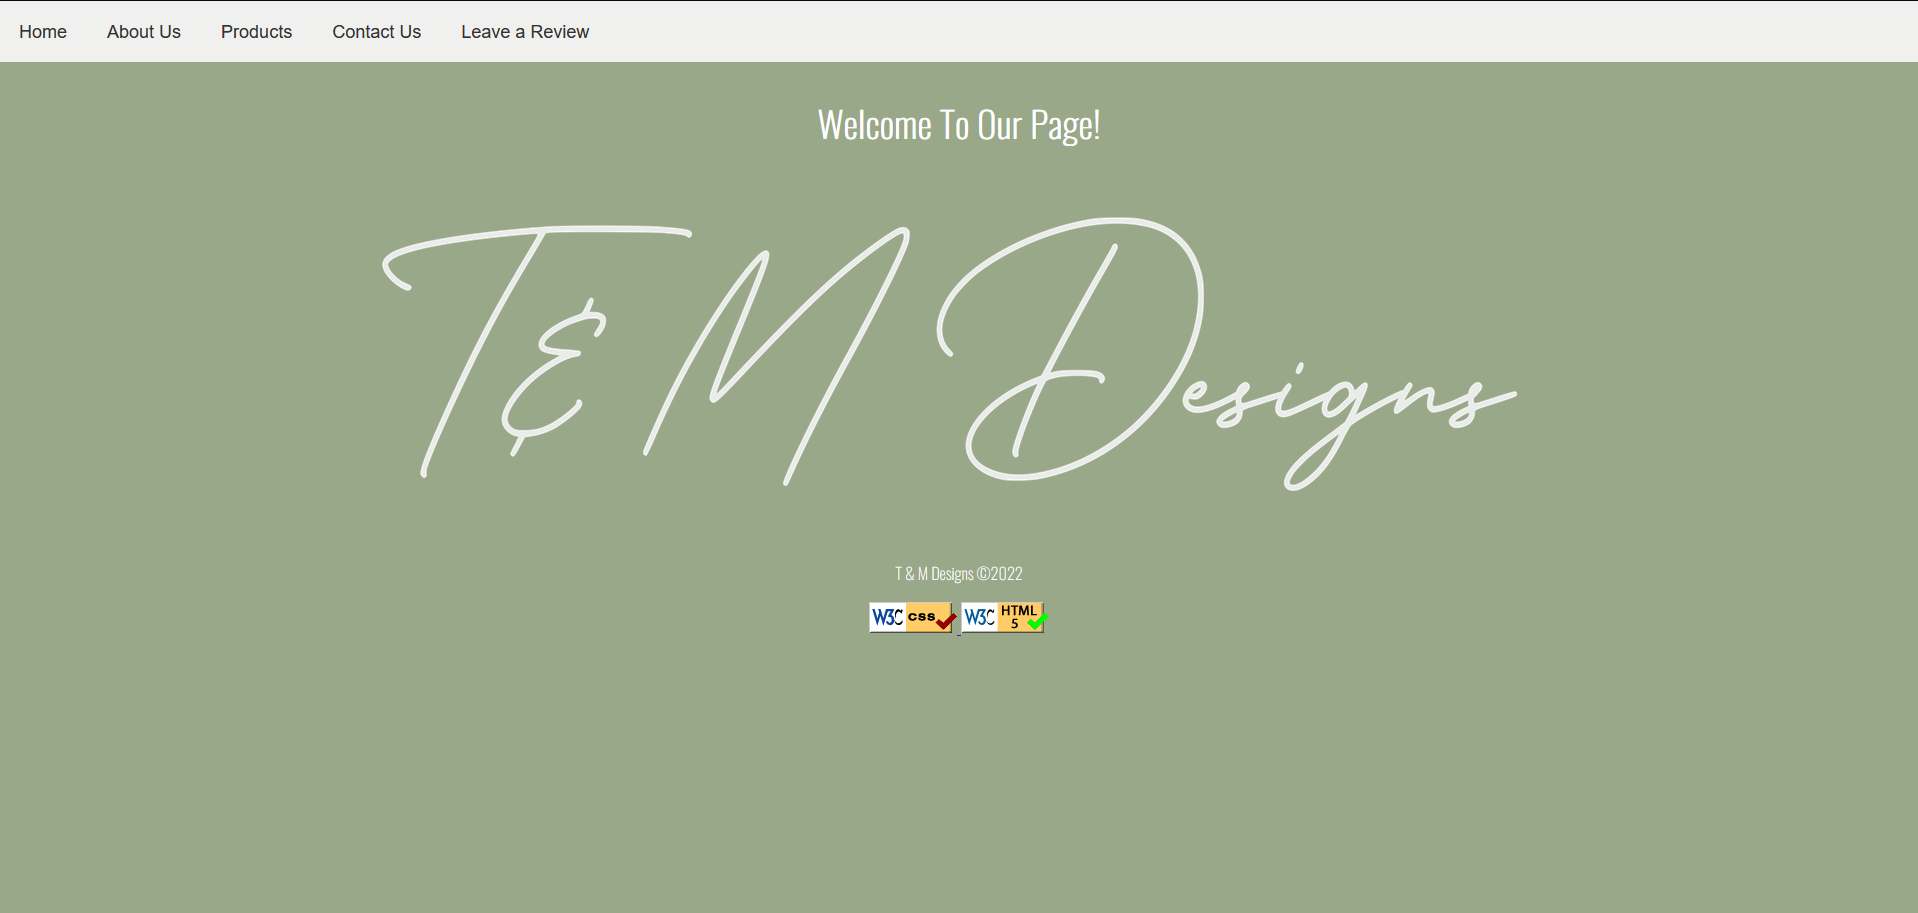 Home About Us Products Contact Us Leave a Review
Welcome To Our Page!
T & M Designs
T & M Designs ©2022
W3C css W3C HTML 5